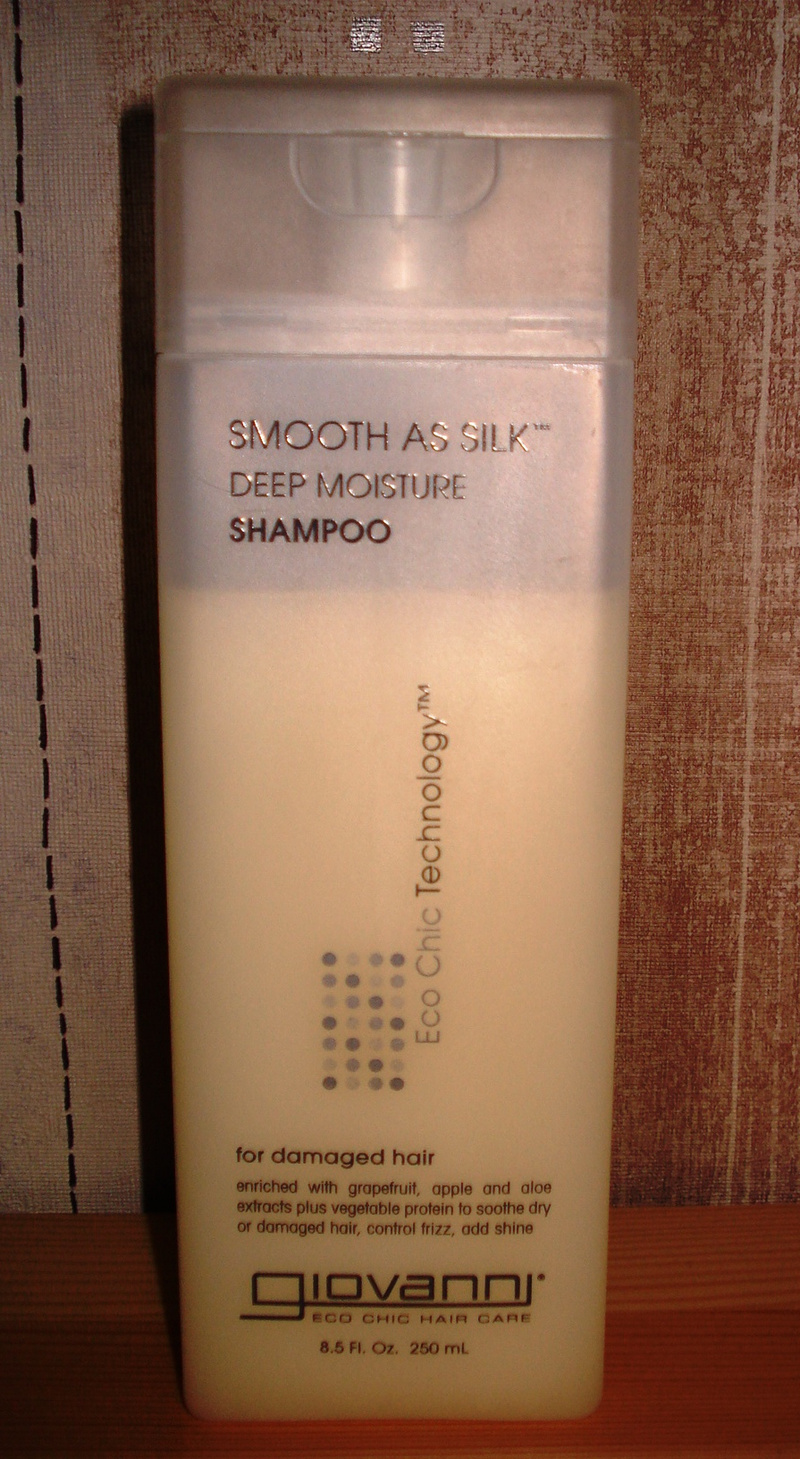 SMOOTH AS SILK™
DEEP MOISTURE
SHAMPOO
Eco Chic Technology™
for damaged hair
enriched with grapefruit, apple and aloe
extracts plus vegetable protein to soothe dry
or damaged hair, control frizz, add shine
giovanni®
ECO CHIC HAIR CARE
8.5 Fl. Oz. 250 mL